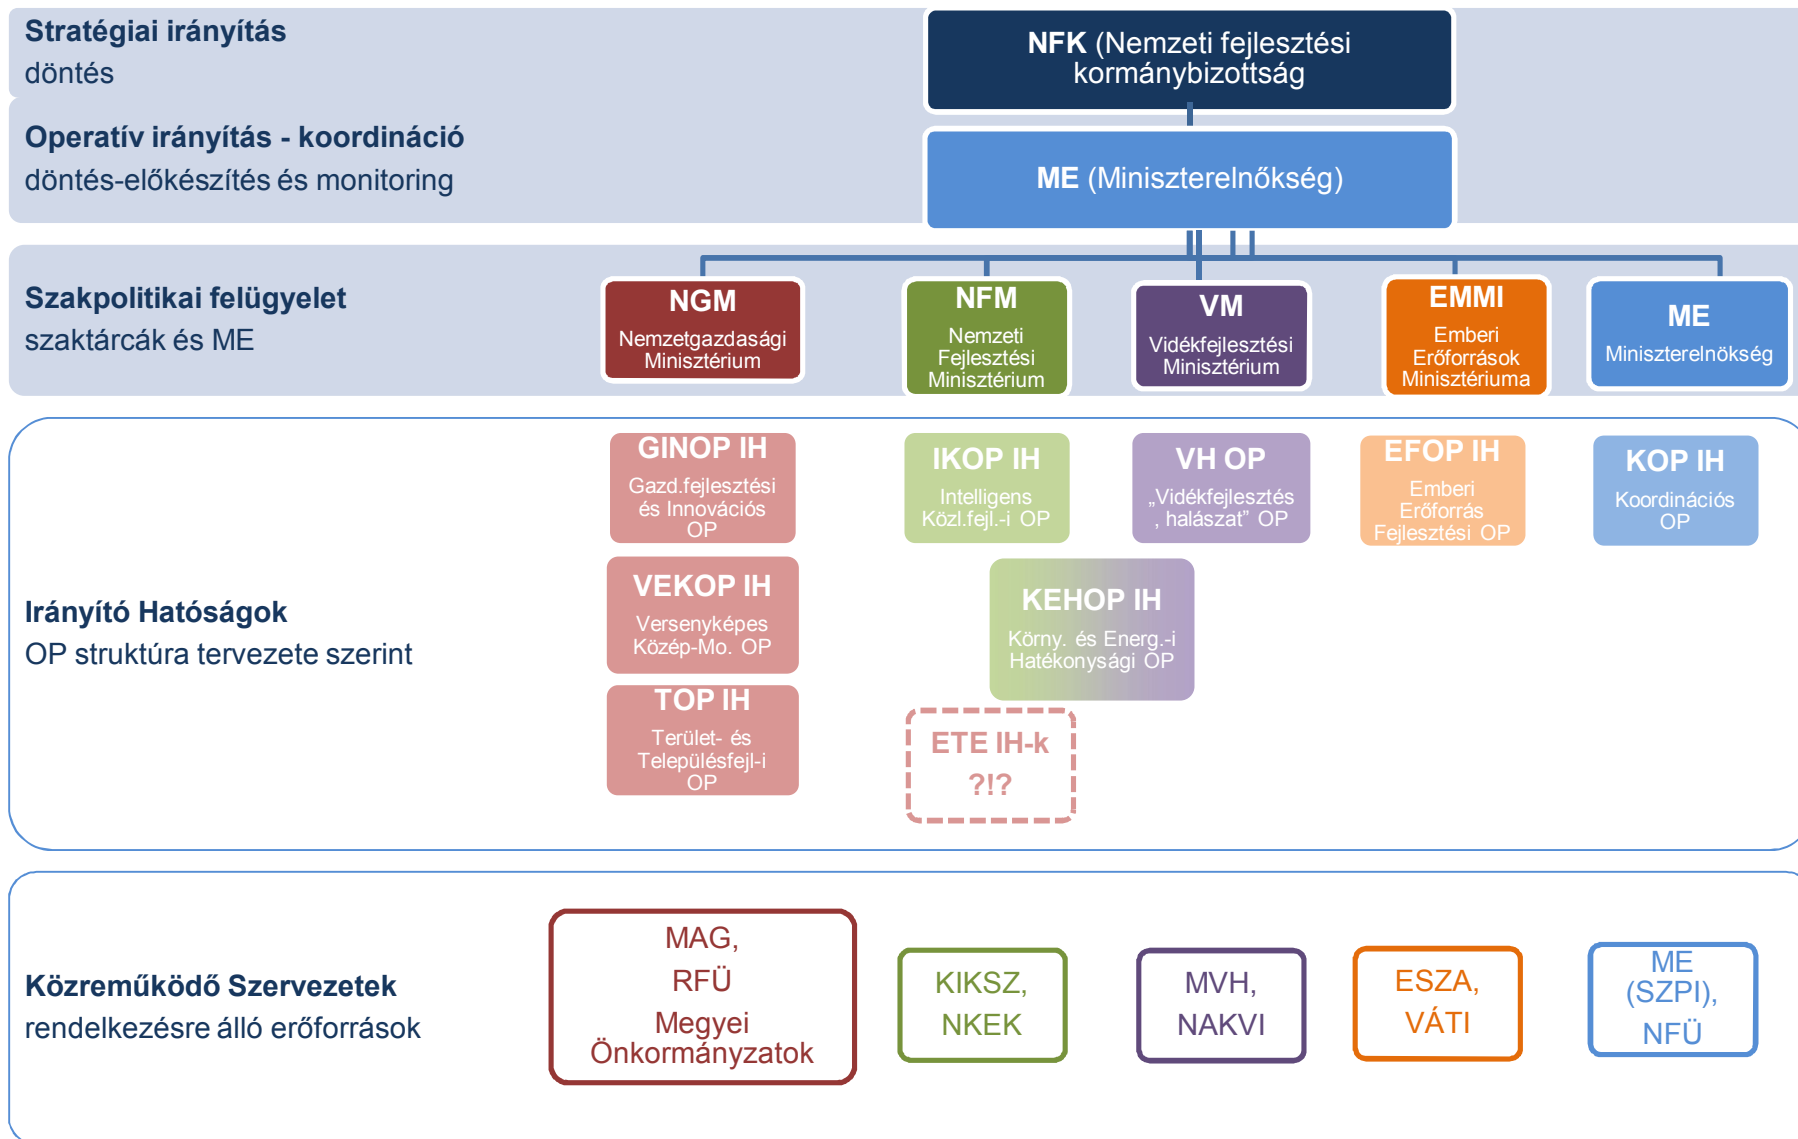 Stratégiai irányítás
döntés
NFK (Nemzeti fejlesztési
kormánybizottság
Operatív irányítás - koordináció
döntés-előkészítés és monitoring
ME (Miniszterelnőkség)
Szakpolitikai felügyelet
szaktárcák és ME
NGM
Nemzetgazdasági
Minisztérium
NFM
Nemzeti
Fejlesztési
Minisztérium
VM
Vidékfejlesztési
Minisztérium
EMMI
Emberi
Erőforrások
Minisztériuma
ME
Miniszterelnökség
Irányító Hatóságok
OP struktúra tervezete szerint
GINOP IH
Gazd.fejlesztési
és Innovációs
OP
IKOP IH
Intelligens
Közl.fejl.-i OP
VH OP
„Vidékfejlesztés
, halászat” OP
EFOP IH
Emberi
Erőforrás
Fejlesztési OP
KOP IH
Koordinációs
OP
VEKOP IH
Versenyképes
Közép-Mo. OP
KEHOP IH
Körny. és Energ.-i
Hatékonysági OP
TOP IH
Terület- és
Településfejl-i
OP
ETE IH-k
?!?
Közreműködő Szervezetek
rendelkezésre álló erőforrások
MAG,
RFÜ
Megyei
Önkormányzatok
KIKSZ,
NKEK
MVH,
NAKVI
ESZA,
VÁTI
ME
(SZPI),
NFÜ